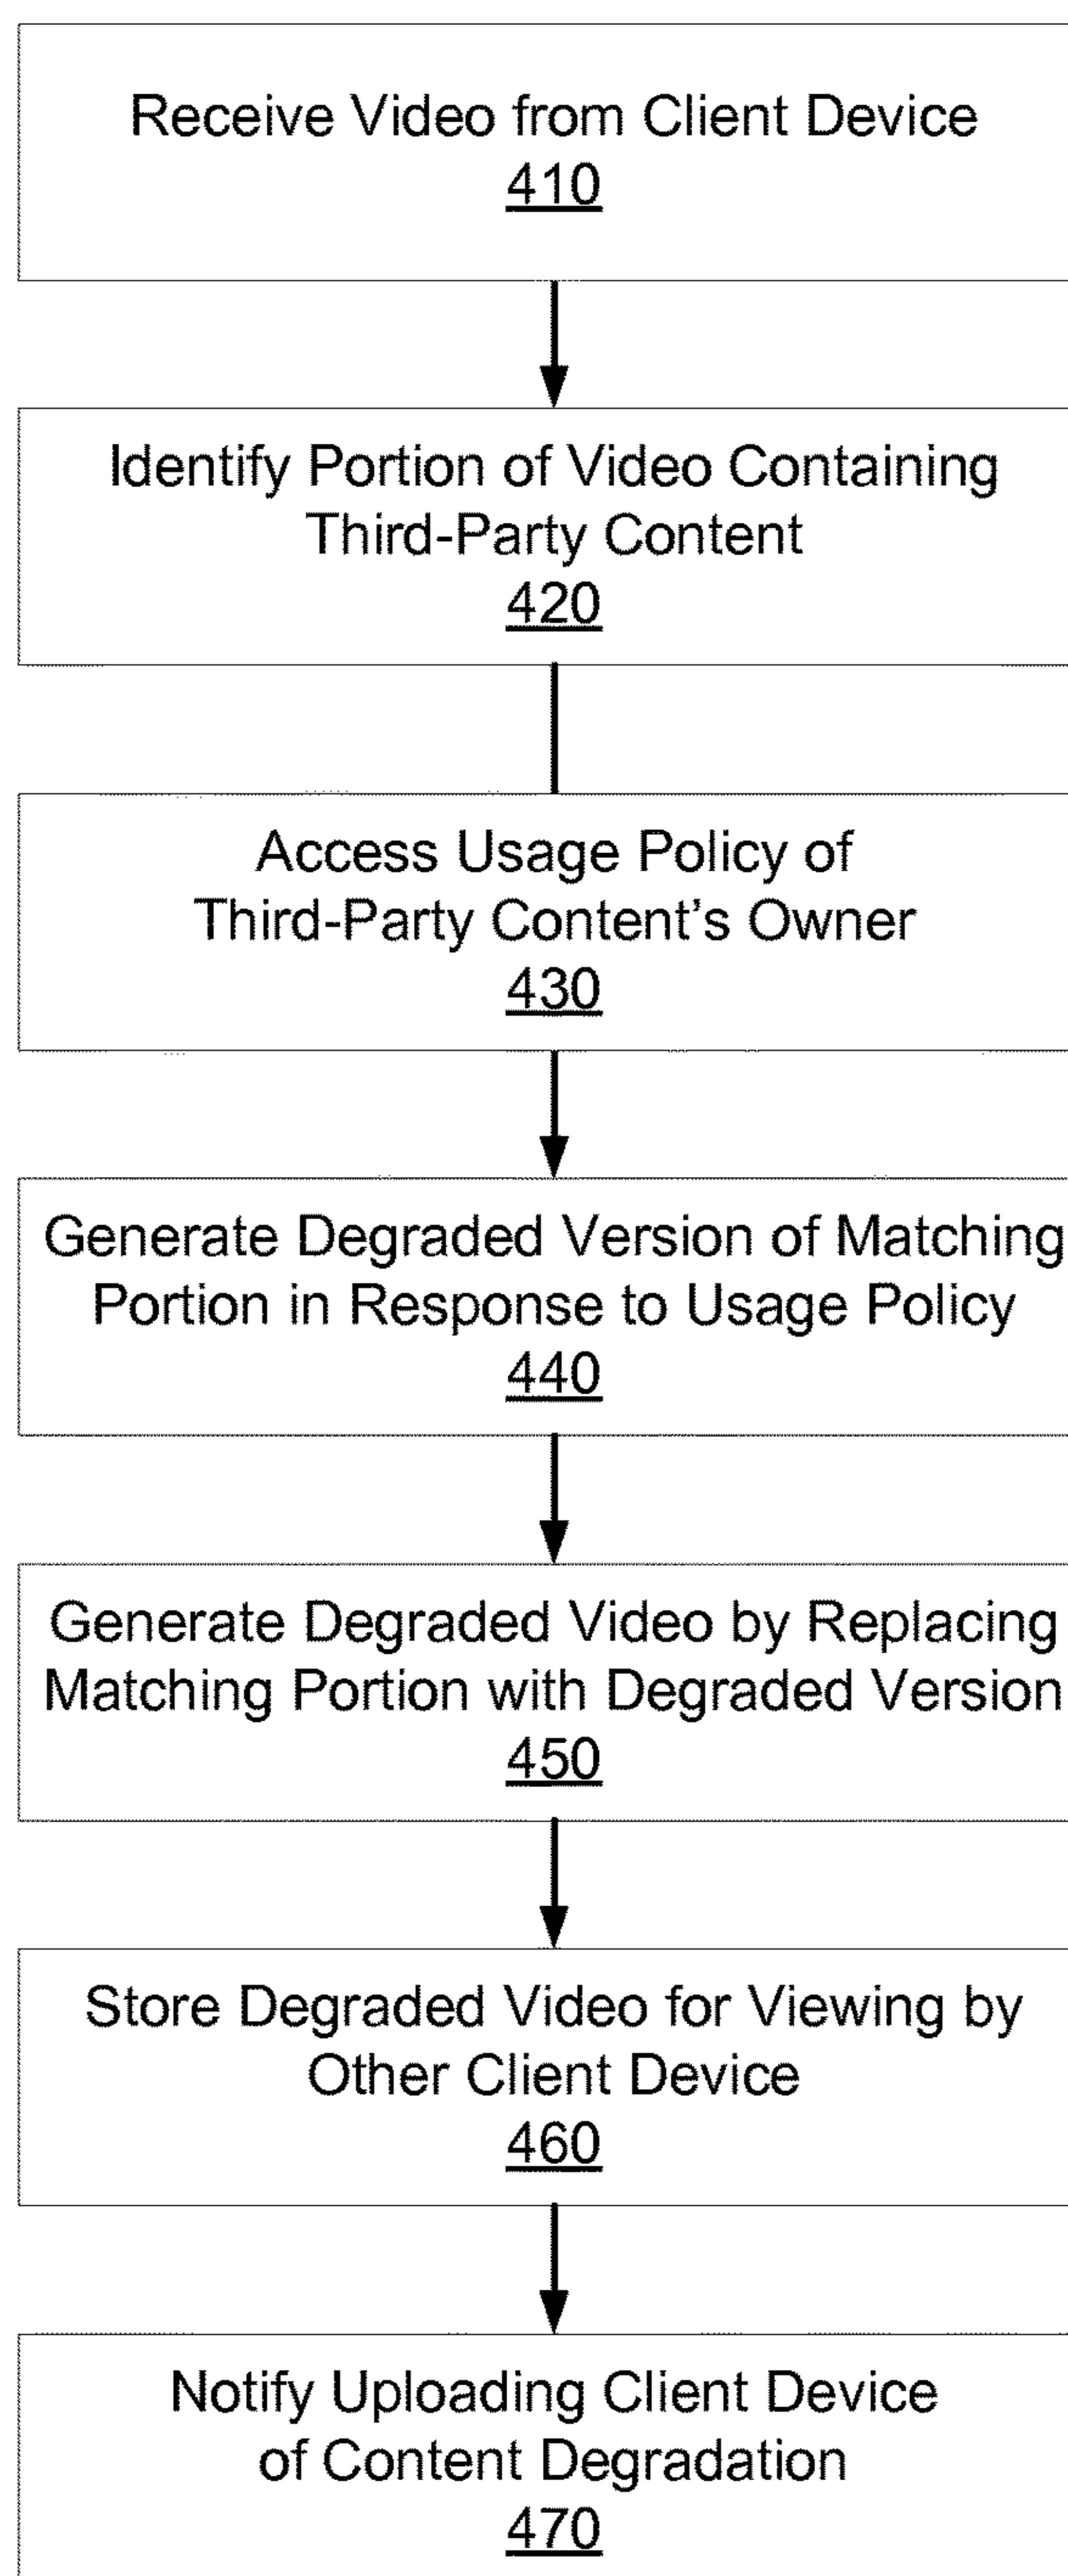 Receive Video from Client Device
410
Identify Portion of Video Containing
Third-Party Content
420
Access Usage Policy of
Third-Party Content's Owner
430
Generate Degraded Version of Matching
Portion in Response to Usage Policy
440
Generate Degraded Video by Replacing
Matching Portion with Degraded Version
450
Store Degraded Video for Viewing by
Other Client Device
460
Notify Uploading Client Device
of Content Degradation
470